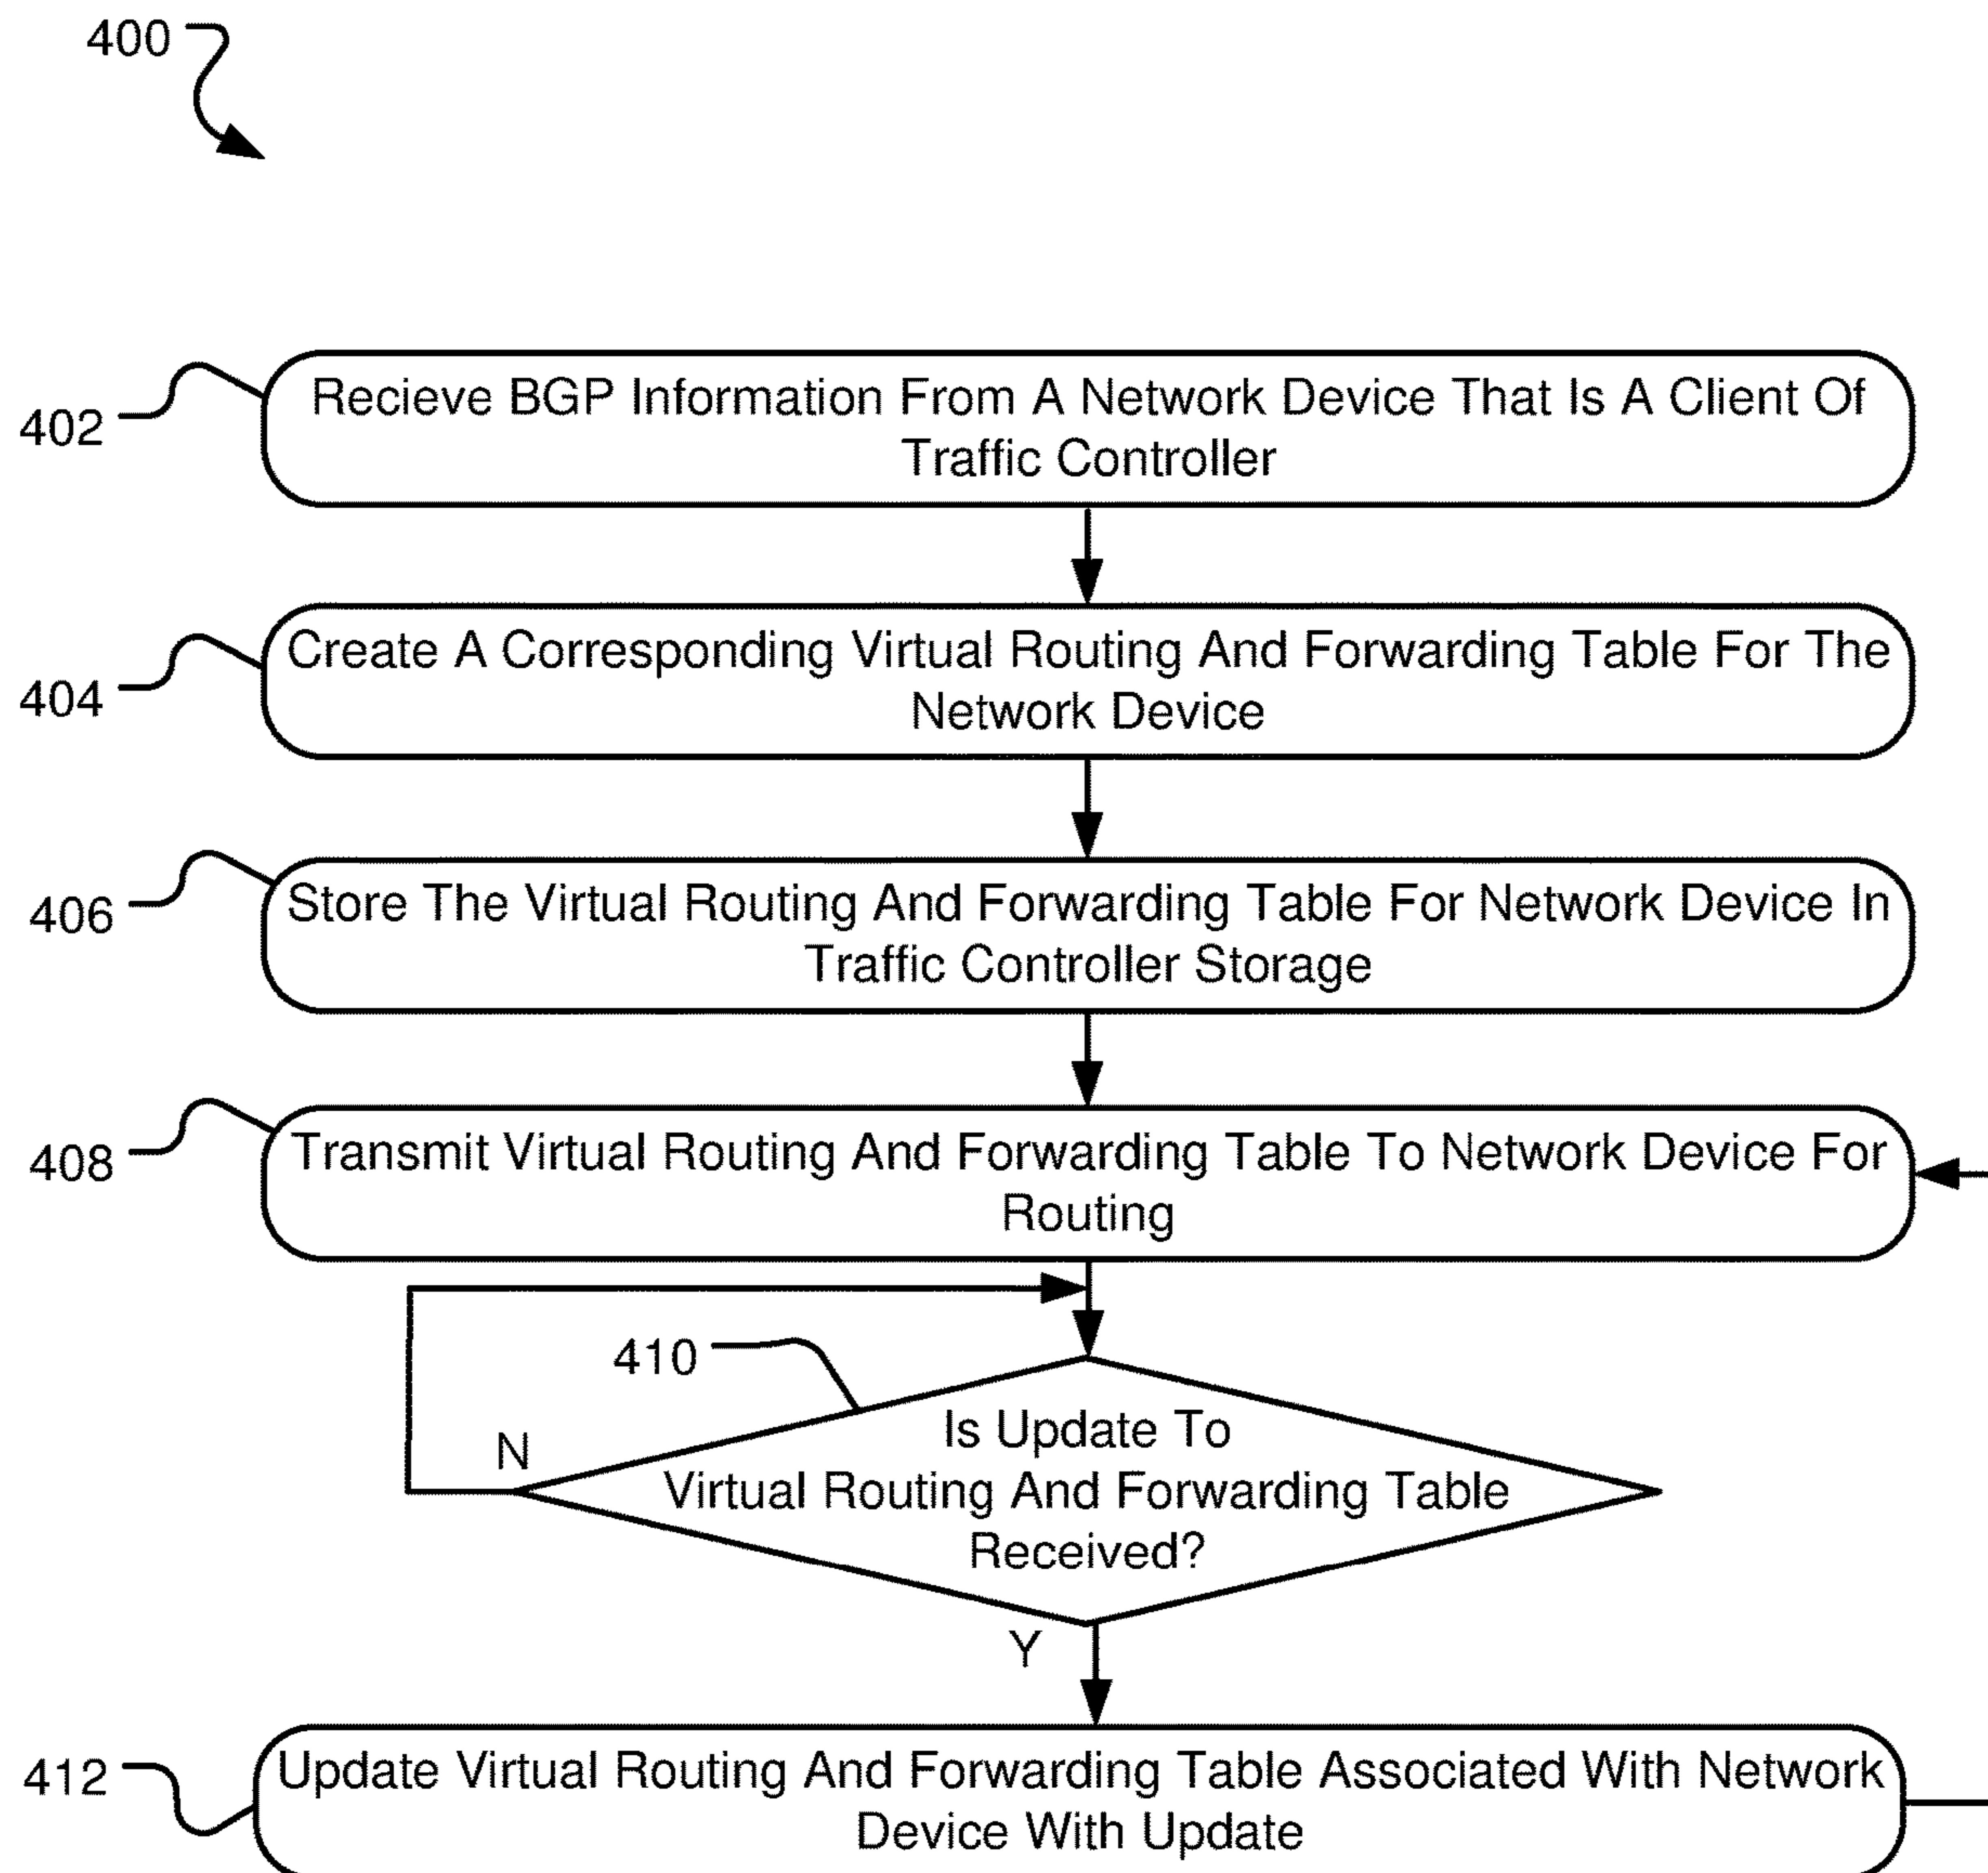 400
402
Recieve BGP Information From A Network Device That Is A Client Of
Traffic Controller
404
Create A Corresponding Virtual Routing And Forwarding Table For The
Network Device
406
Store The Virtual Routing And Forwarding Table For Network Device In
Traffic Controller Storage
408
Transmit Virtual Routing And Forwarding Table To Network Device For
Routing
410
N
Is Update To
Virtual Routing And Forwarding Table
Received?
Y
412
Update Virtual Routing And Forwarding Table Associated With Network
Device With Update